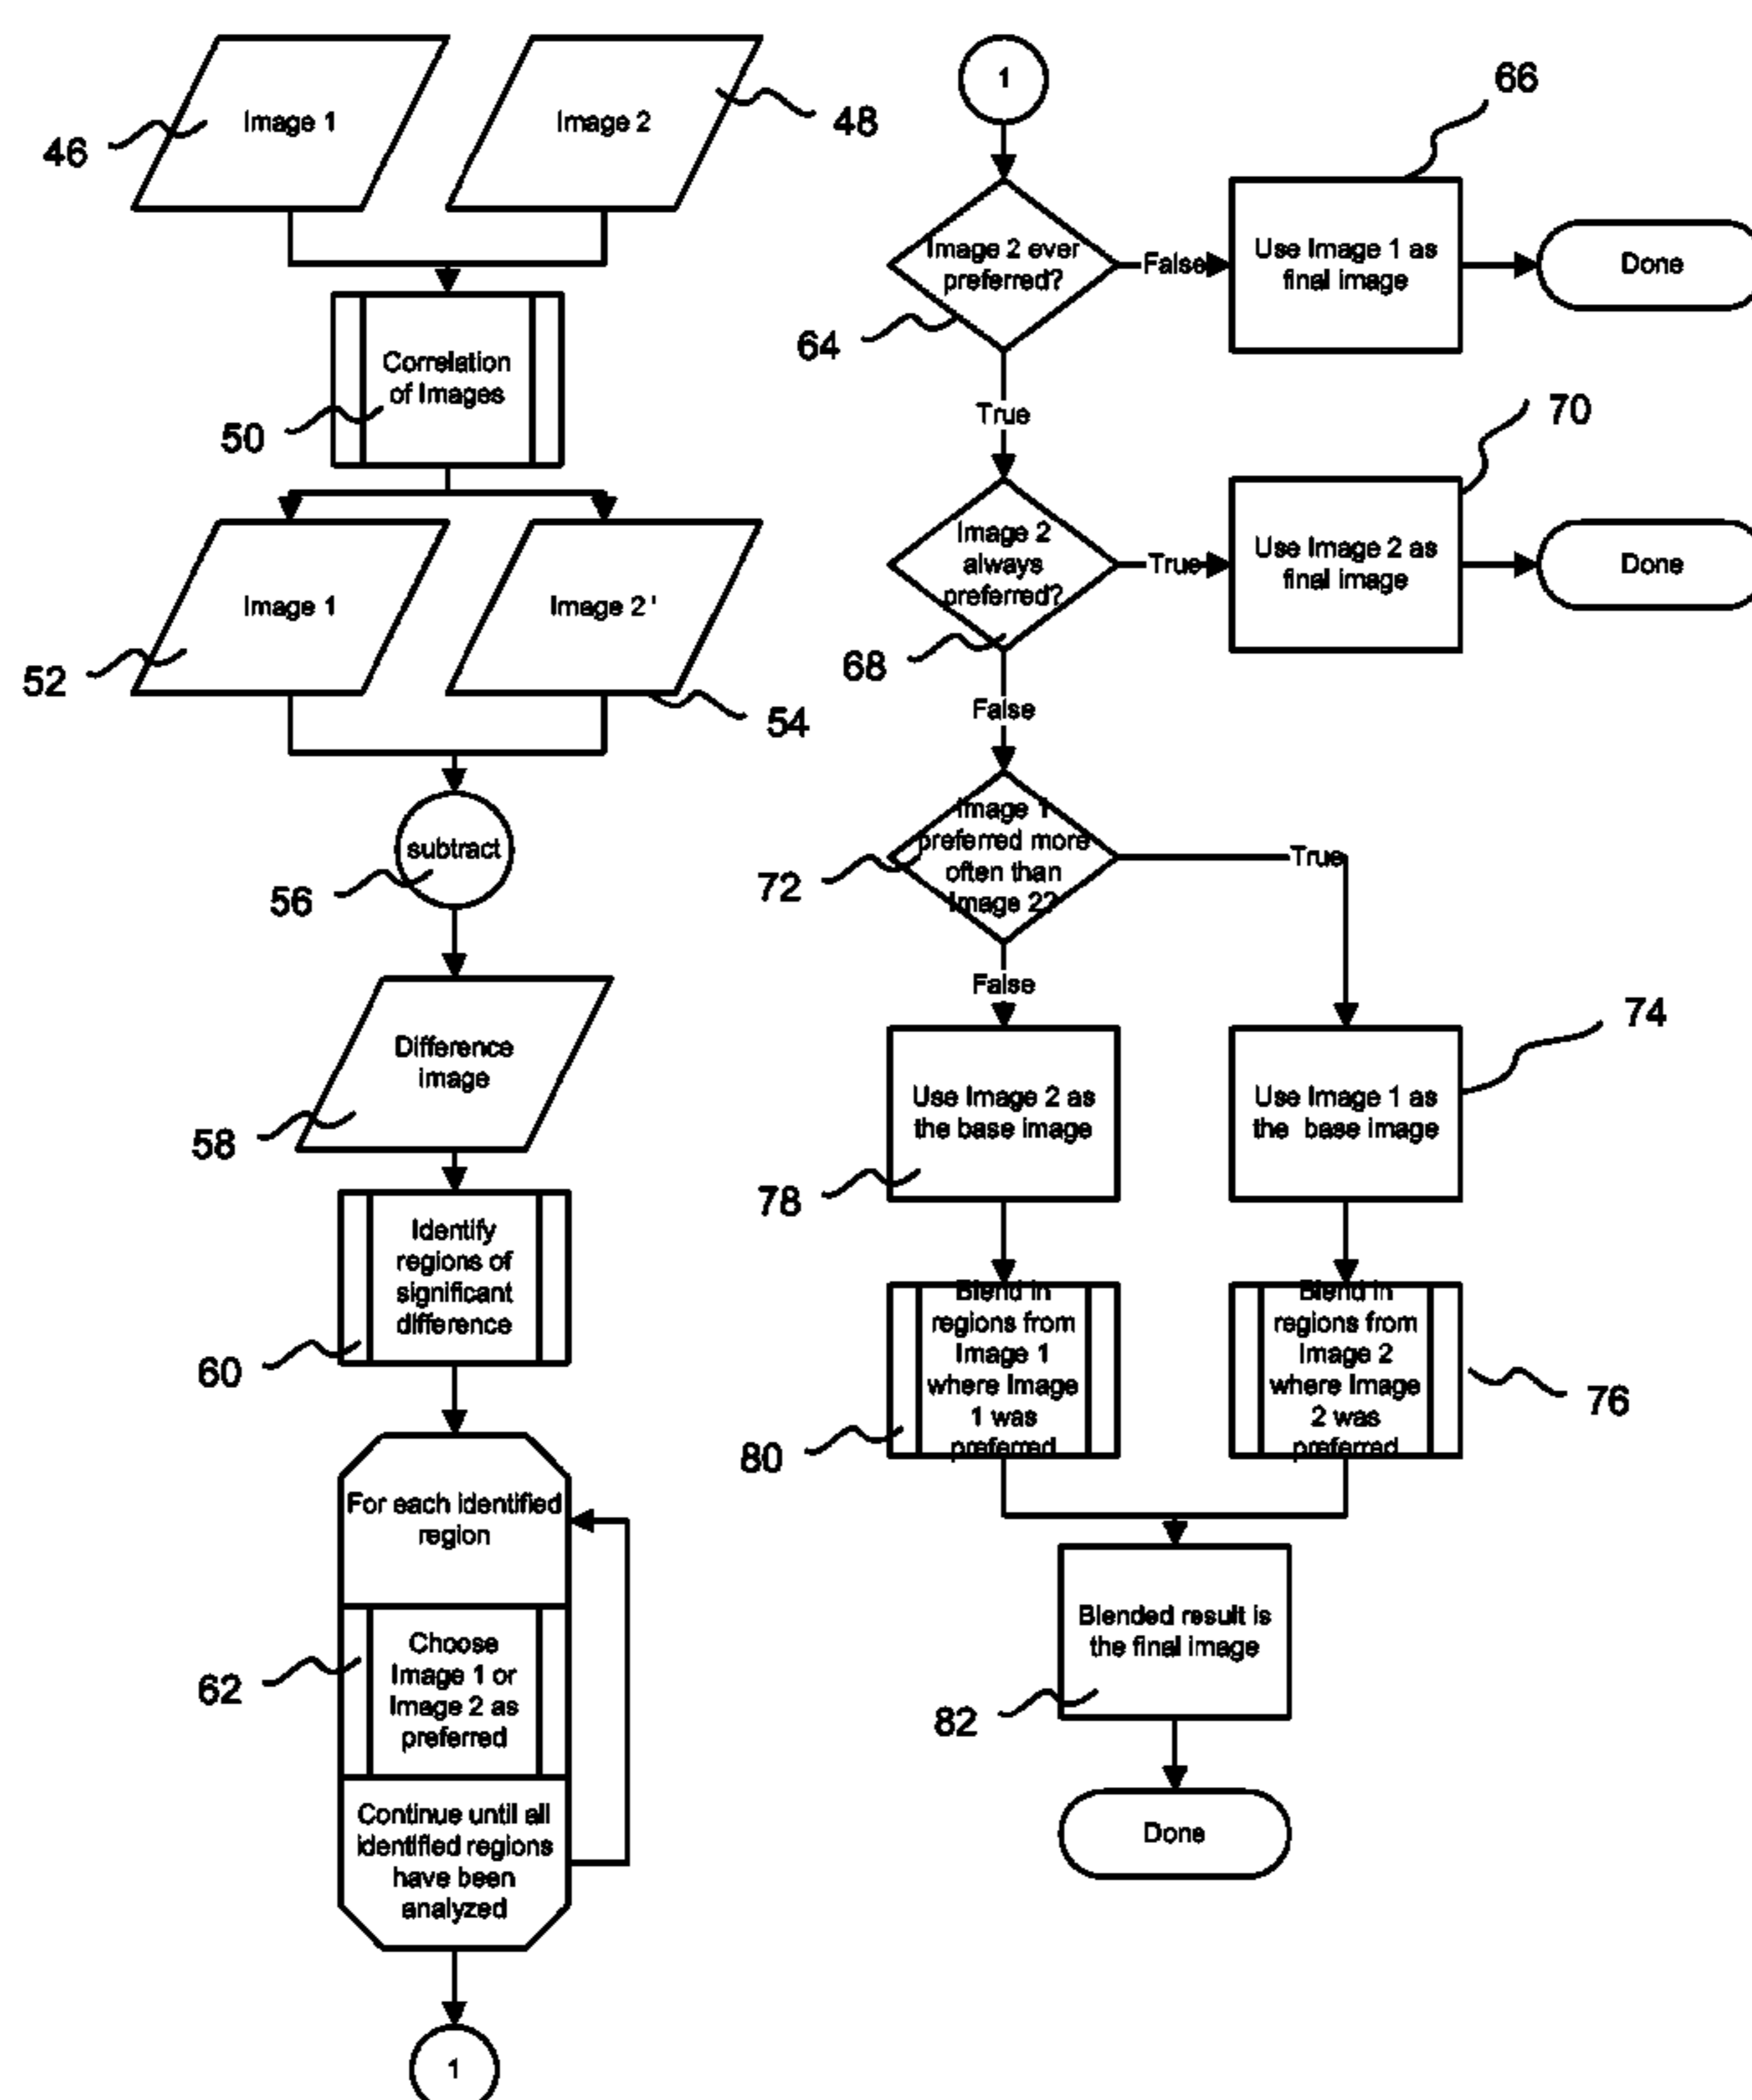 Image 1
Image 2
46
48
Correlation
of Images
50
Image 1
Image 2'
52
54
subtract
56
Difference
image
58
Identify
regions of
significant
difference
60
For each identified
region
Choose
Image 1 or
Image 2 as
preferred
62
Continue until all
identified regions
have been
analyzed
1
1
66
Image 2 ever
preferred?
False
Use Image 1 as
final image
Done
64
True
70
Image 2
always
preferred?
True
Use Image 2 as
final image
Done
68
False
Image 1
preferred more
often than
Image 2?
True
72
False
74
Use Image 2 as
the base image
Use Image 1 as
the base image
78
Blend in
regions from
Image 1
where Image
1 was
preferred
Blend in
regions from
Image 2
where Image
2 was
preferred
76
80
Blended result is
the final image
82
Done